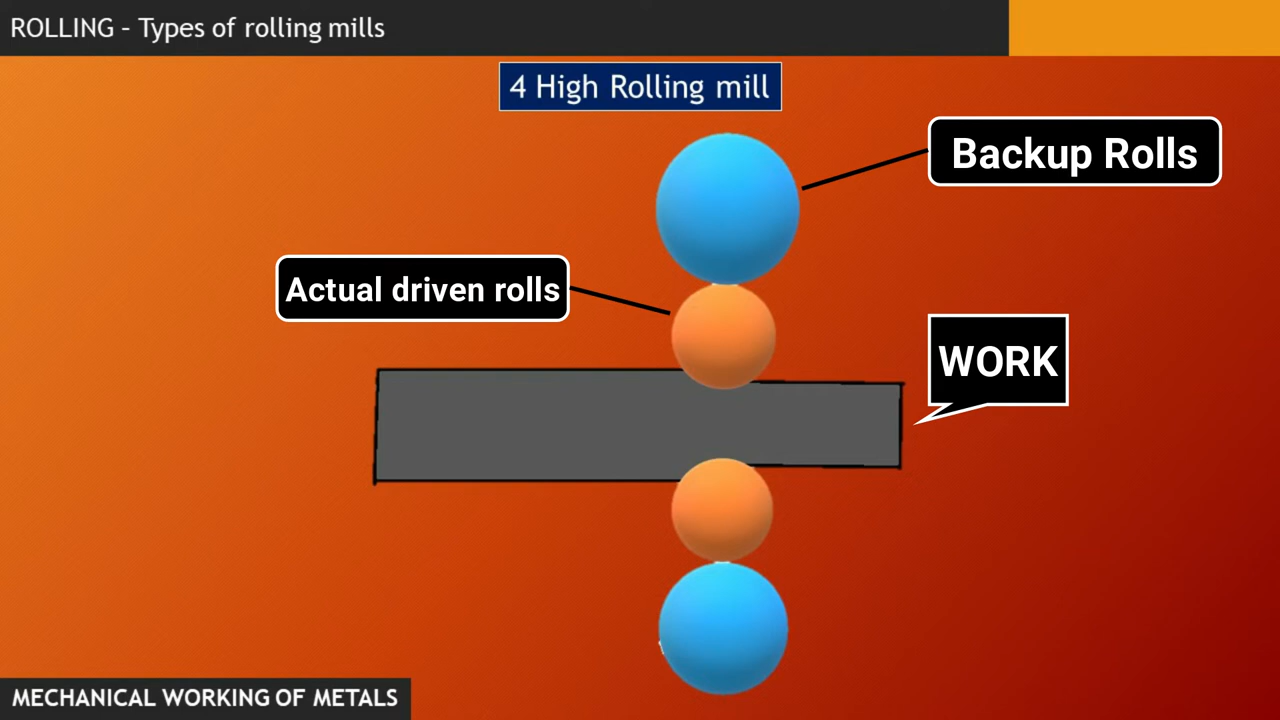 ROLLING – Types of rolling mills
4 High Rolling mill
Backup Rolls
Actual driven rolls
WORK
MECHANICAL WORKING OF METALS